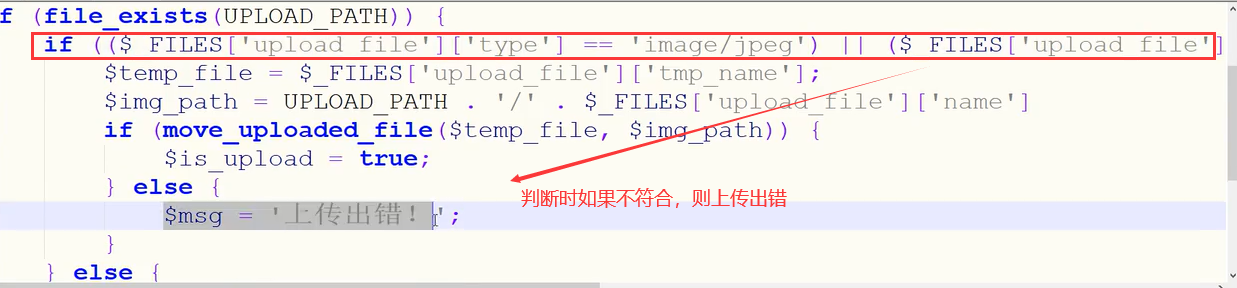 f (file_exists(UPLOAD_PATH)) {
if (($_FILES['upload_file']['type'] == 'image/jpeg') || ($_FILES['upload_file']
$temp_file = $_FILES['upload_file']['tmp_name'];
$img_path = UPLOAD_PATH . '/' . $_FILES['upload_file']['name']
if (move_uploaded_file($temp_file, $img_path)) {
$is_upload = true;
} else {
判断时如果不符合，则上传出错
$msg = '上传出错！';
}
} else {